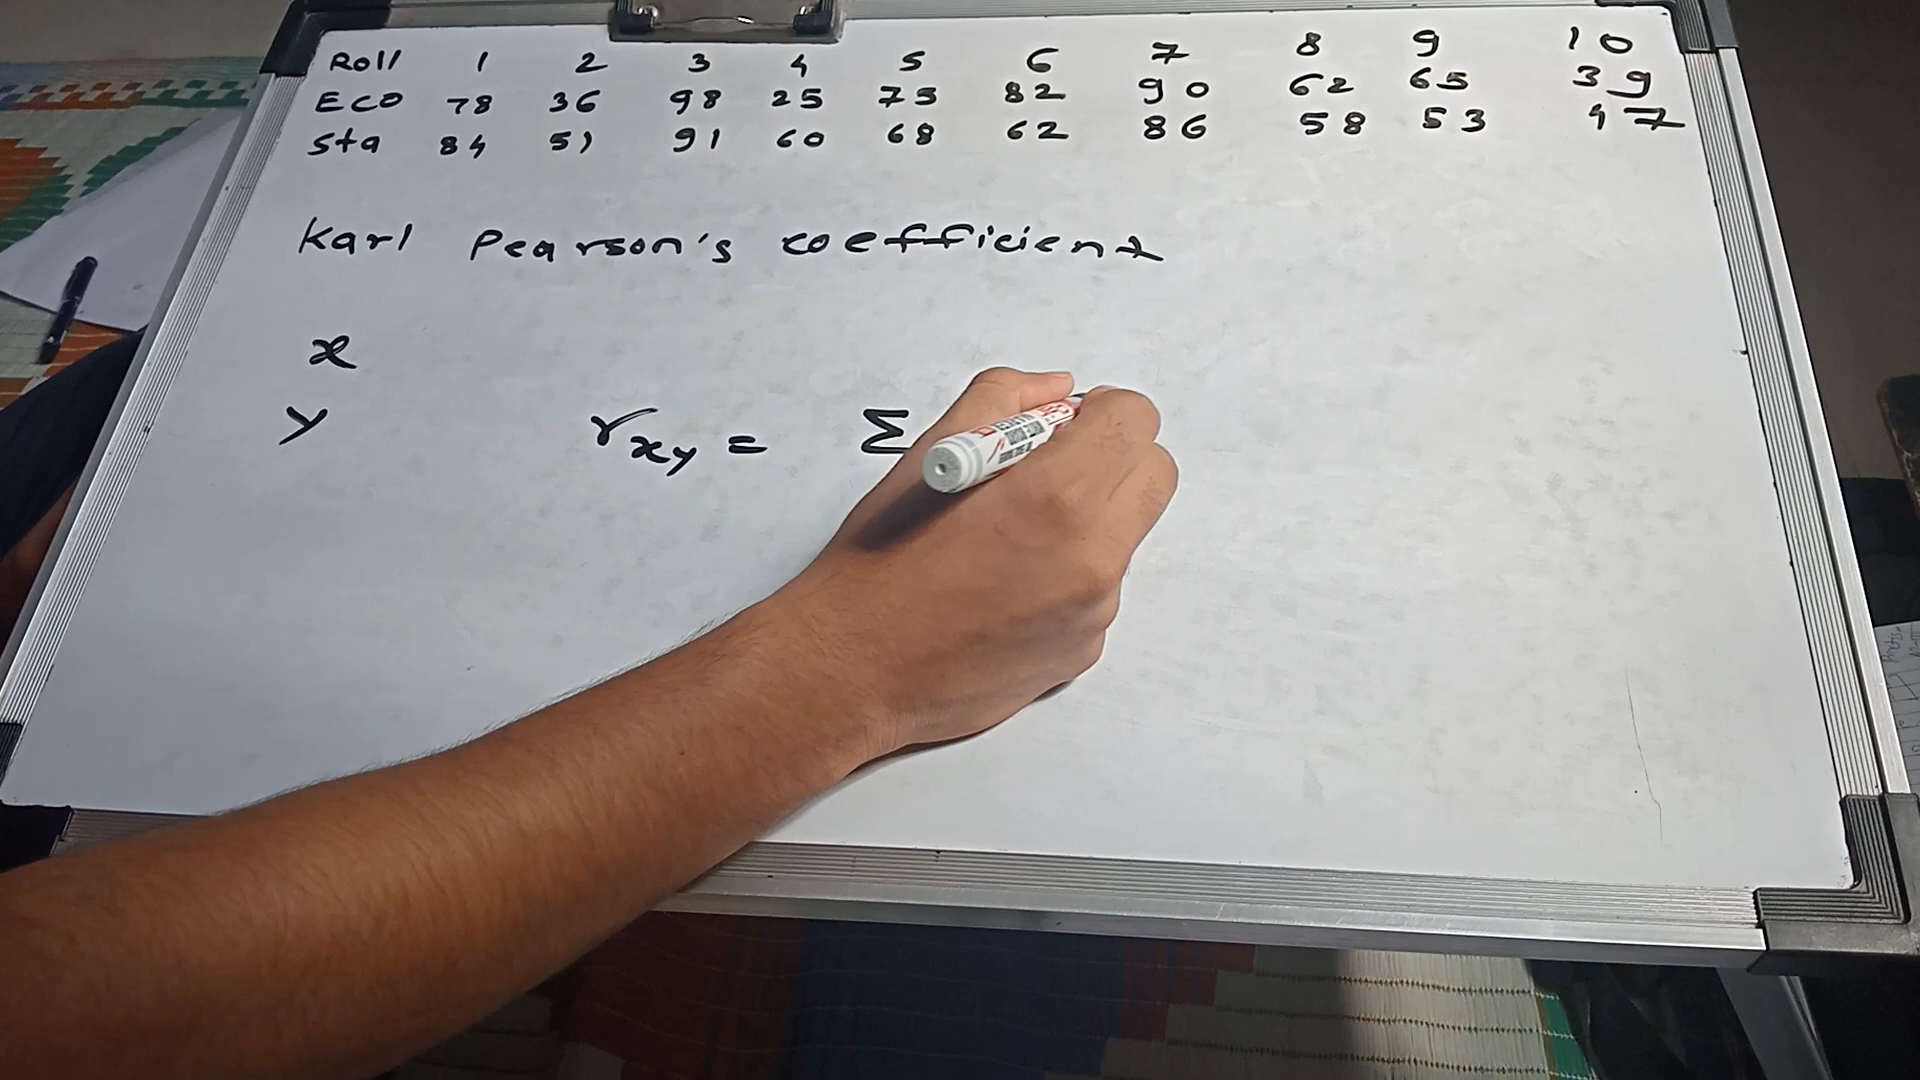 Roll 1 2 3 4 5 6 7 8 9 10
Eco 78 36 98 25 75 82 90 62 65 39
Sta 84 51 91 60 68 62 86 58 53 47
Karl Pearson's coefficient
x
y
r xy = Σ